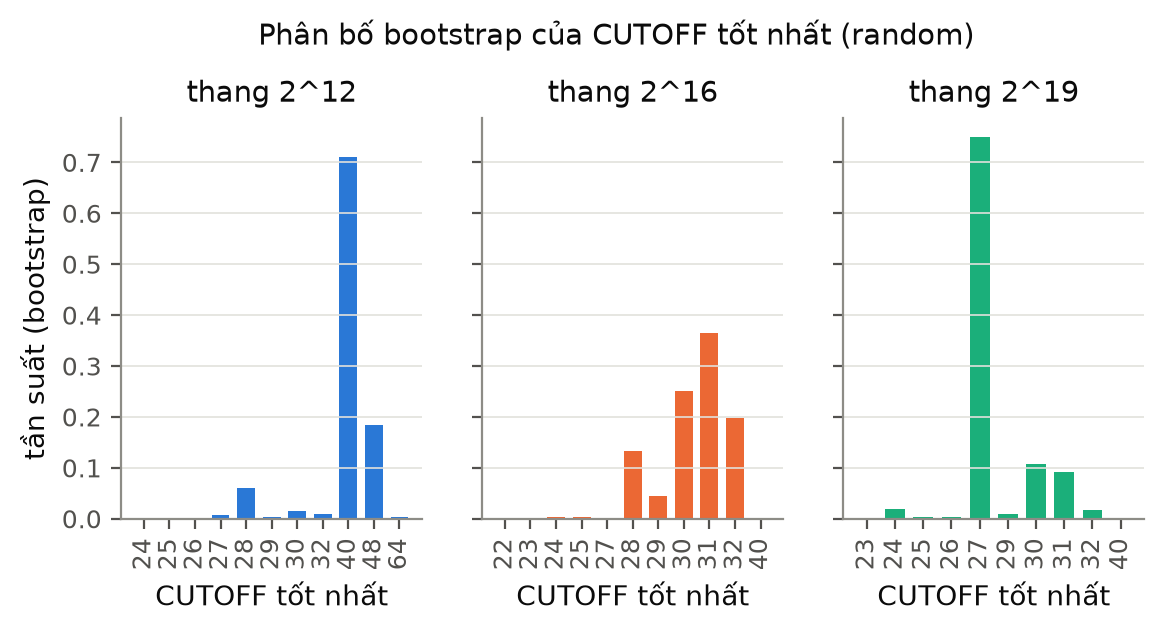 Phân bố bootstrap của CUTOFF tốt nhất (random)
thang 2^12
thang 2^16
thang 2^19
tần suất (bootstrap)
0.7
0.6
0.5
0.4
0.3
0.2
0.1
0.0
24 25 26 27 28 29 30 32 40 48 64
22 23 24 25 27 28 29 30 31 32 40
23 24 25 26 27 29 30 31 32 40
CUTOFF tốt nhất
CUTOFF tốt nhất
CUTOFF tốt nhất